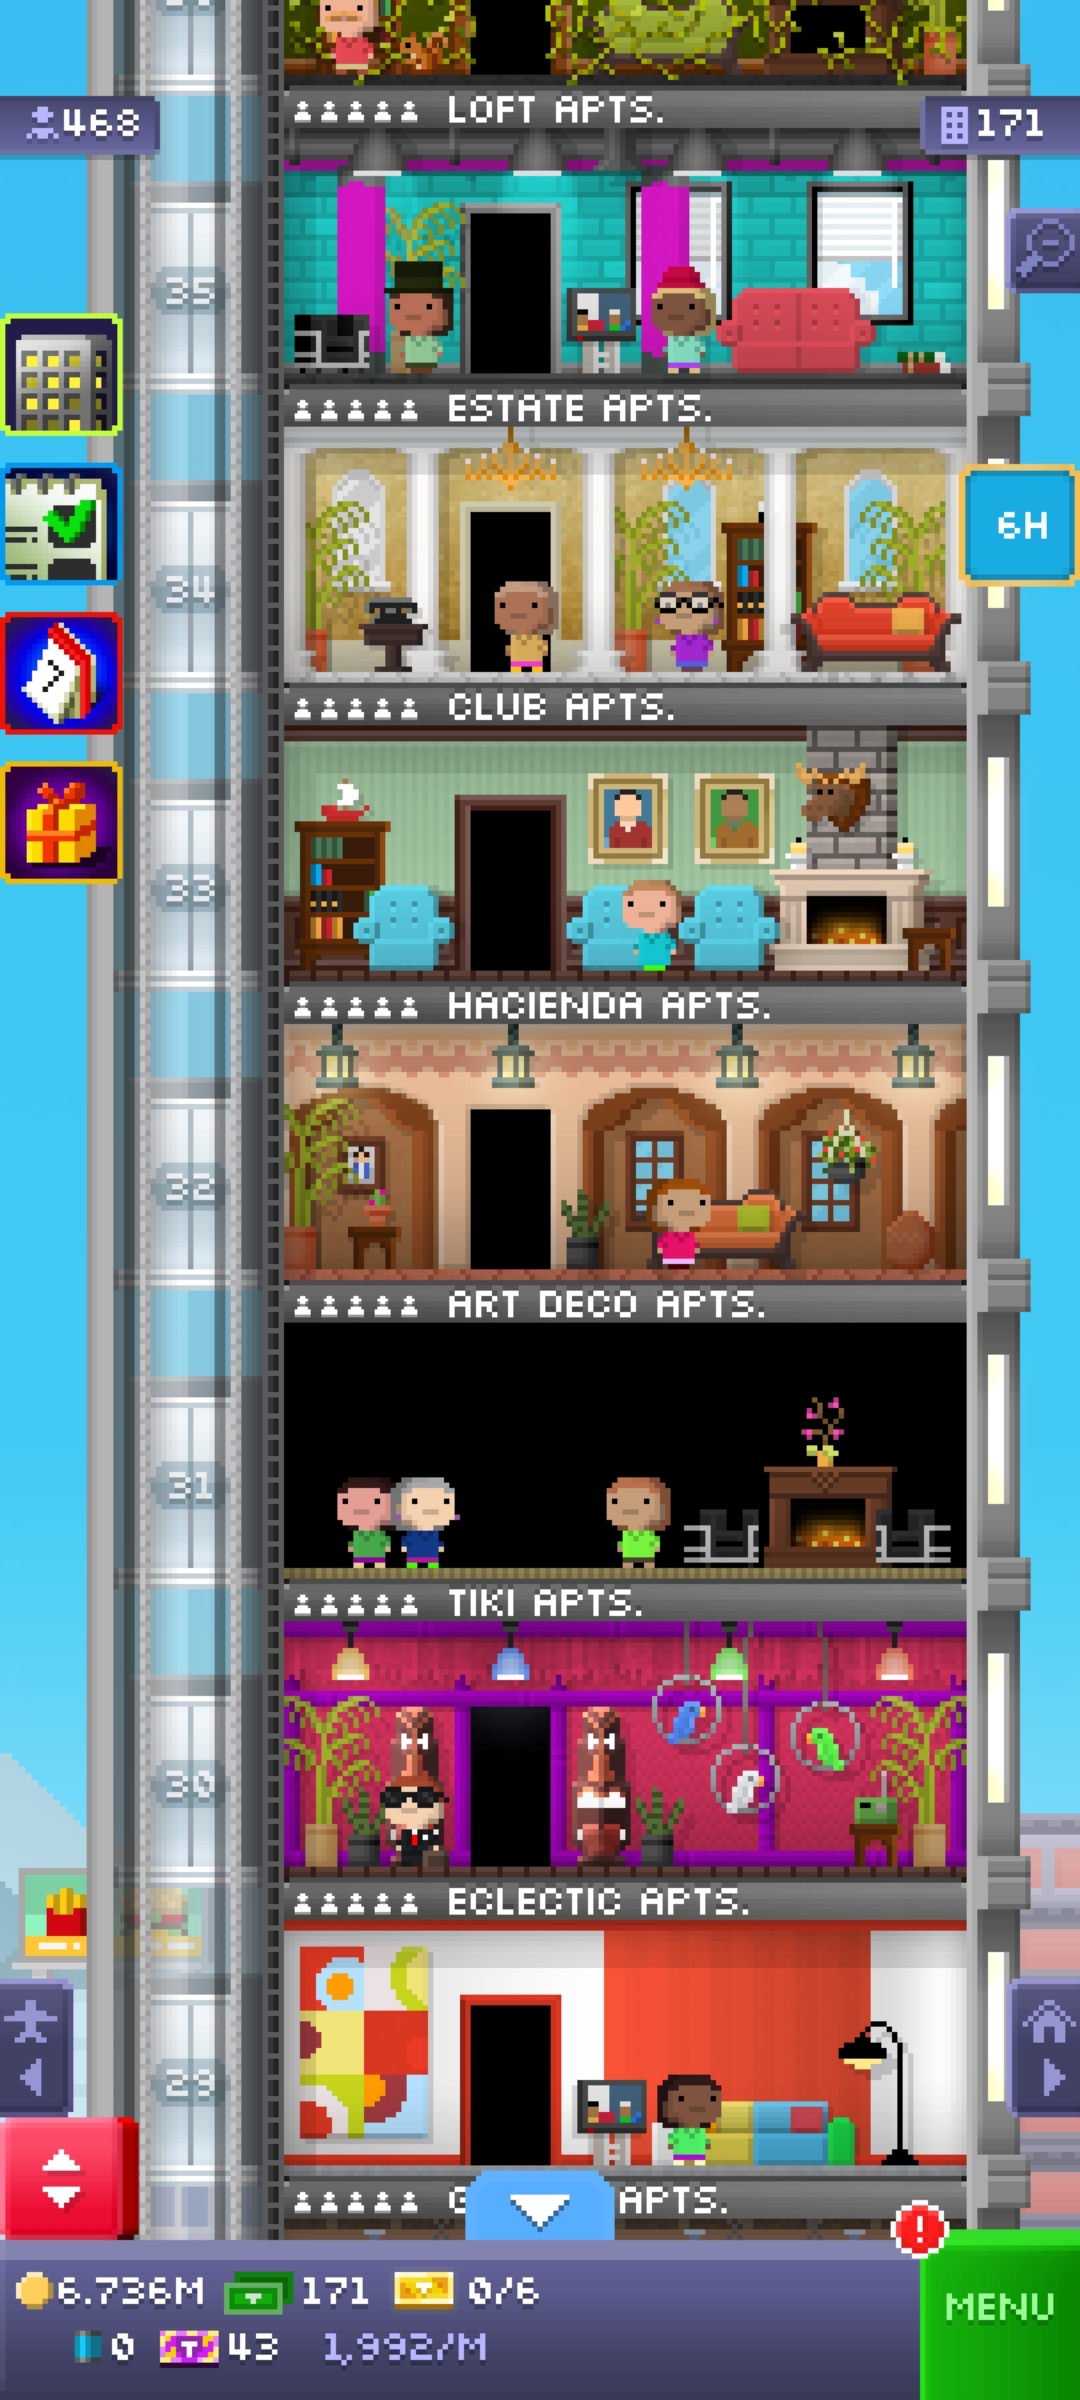 LOFT APTS.
468
171
35
ESTATE APTS.
6H
34
CLUB APTS.
7
33
HACIENDA APTS.
32
ART DECO APTS.
31
TIKI APTS.
30
ECLECTIC APTS.
29
APTS.
6.736M 171 0/6
0 43 1,992/M
MENU